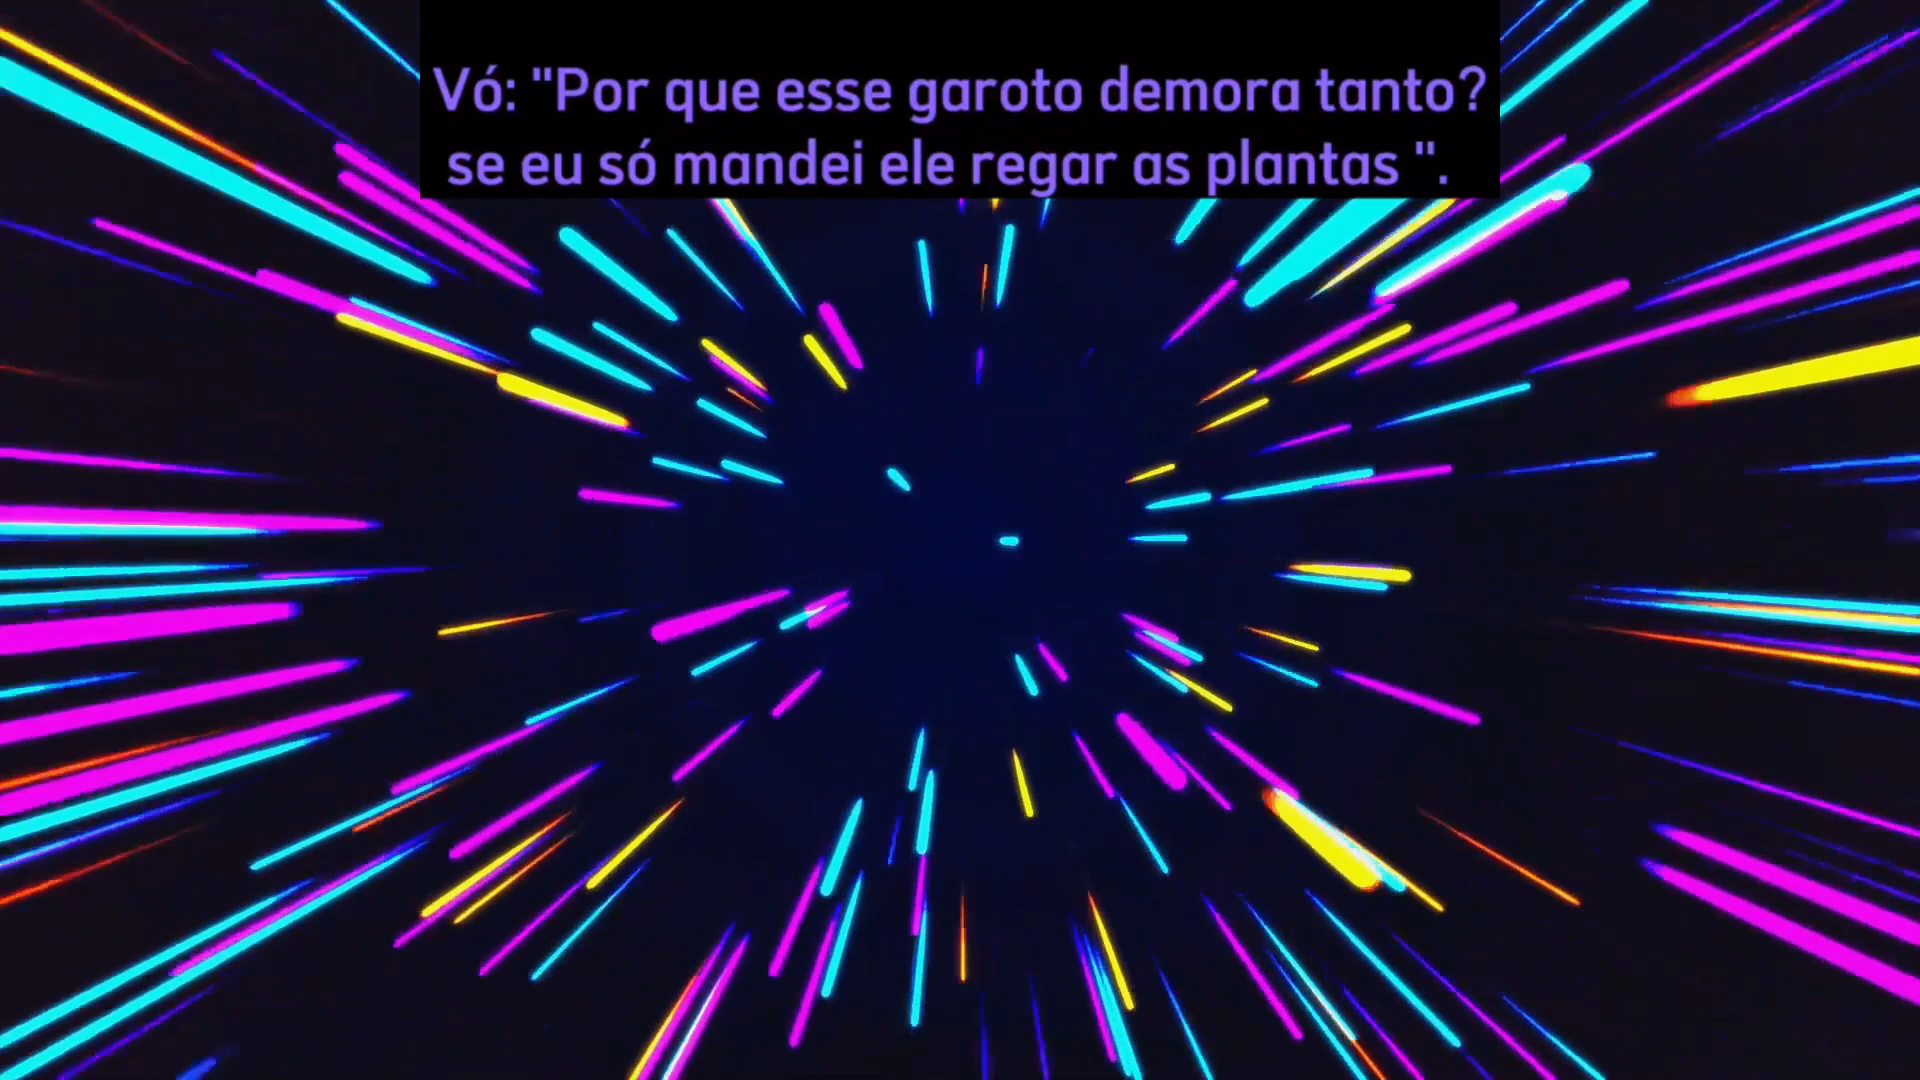 Vó: "Por que esse garoto demora tanto?
se eu só mandei ele regar as plantas ".